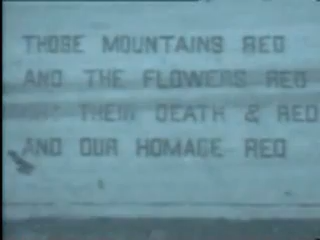 THOSE MOUNTAINS RED
AND THE FLOWERS RED
THEIR DEATH & RED
AND OUR HOMAGE RED